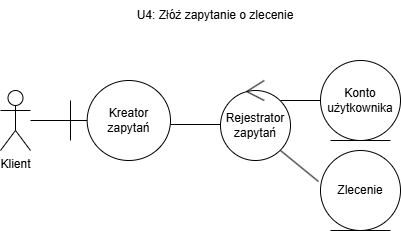 U4: Złóż zapytanie o zlecenie
Kreator
zapytań
Rejestrator
zapytań
Konto
użytkownika
Klient
Zlecenie